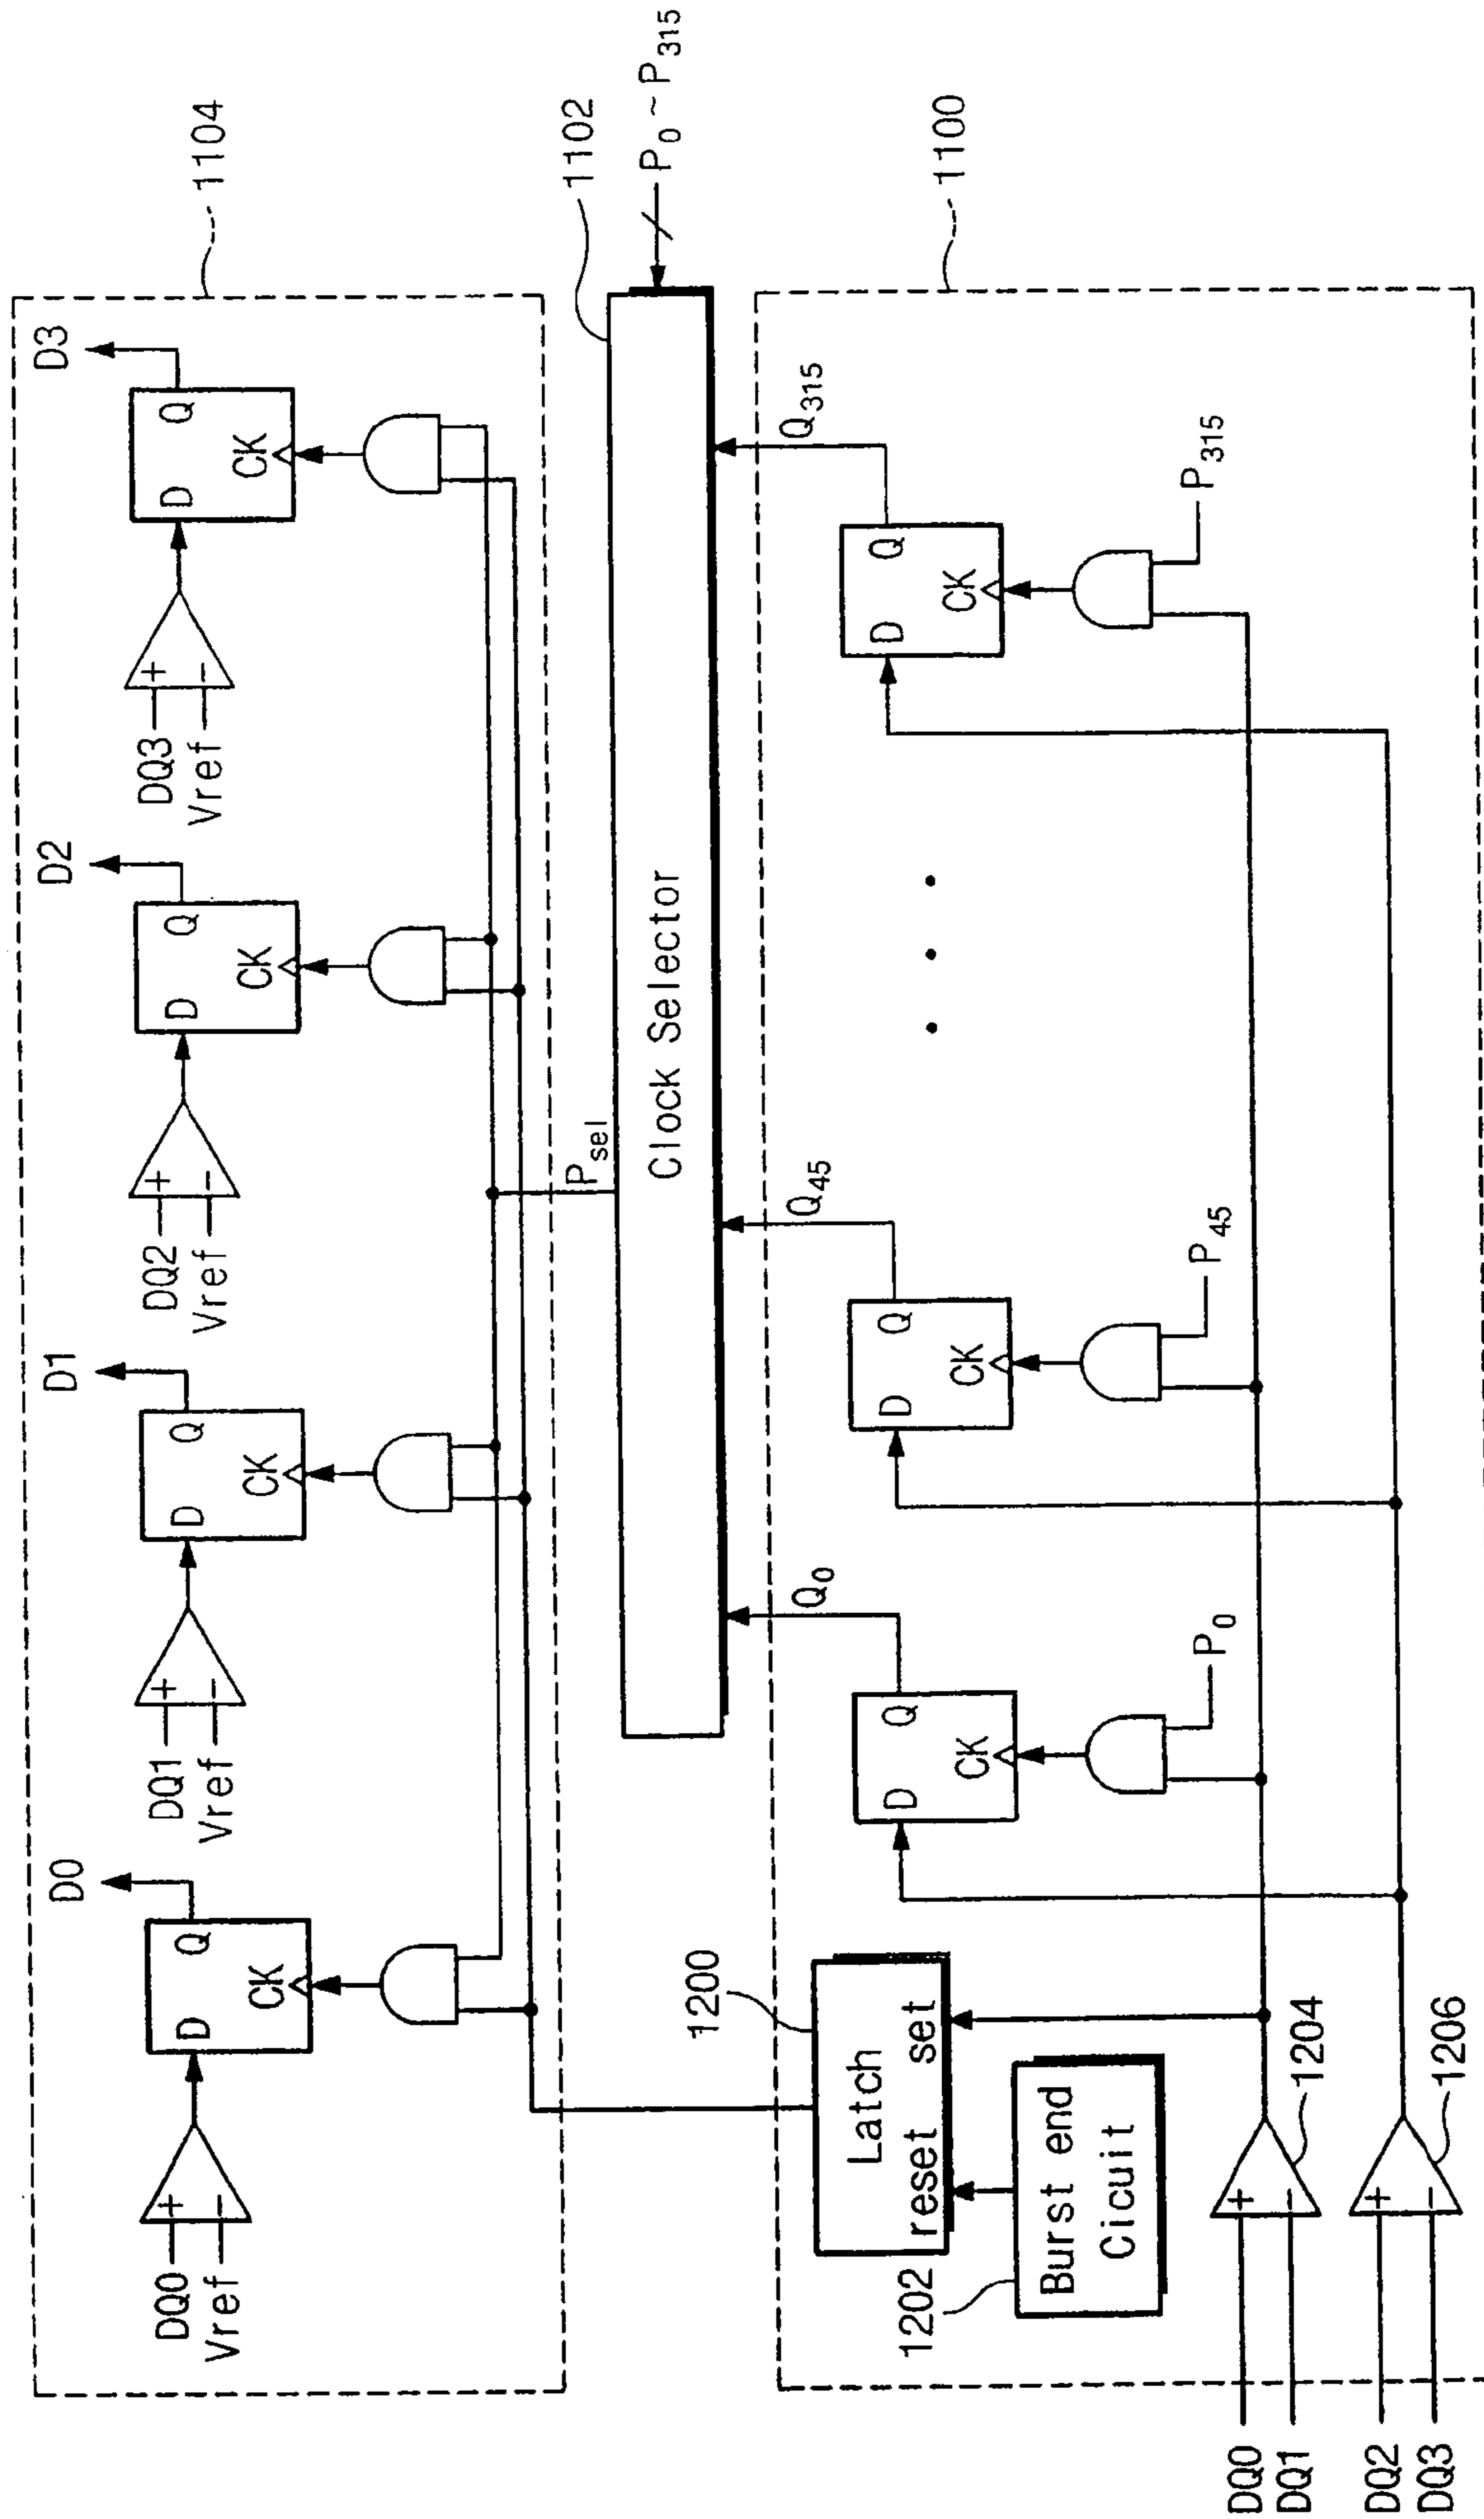 1104
D0
D1
D2
D3
D
Q
CK
D
Q
CK
D
Q
CK
D
Q
CK
DQ0
Vref
+
−
DQ1
Vref
+
−
DQ2
Vref
+
−
DQ3
Vref
+
−
Psel
1102
Clock Selector
P0 ~ P315
Q0
Q45
Q315
1100
1200
Latch
reset set
D
Q
CK
D
Q
CK
D
Q
CK
• • •
1202
Burst end
Cicuit
P0
P45
P315
DQ0
DQ1
+
−
1204
DQ2
DQ3
+
−
1206